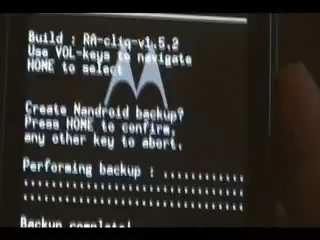 Build : RA-cliq-v1.5.2
Use VOL-keys to navigate
HOME to select
Create Nandroid backup?
Press HOME to confirm,
any other key to abort.
Performing backup : ............
.................................
.................................
Backup complete!